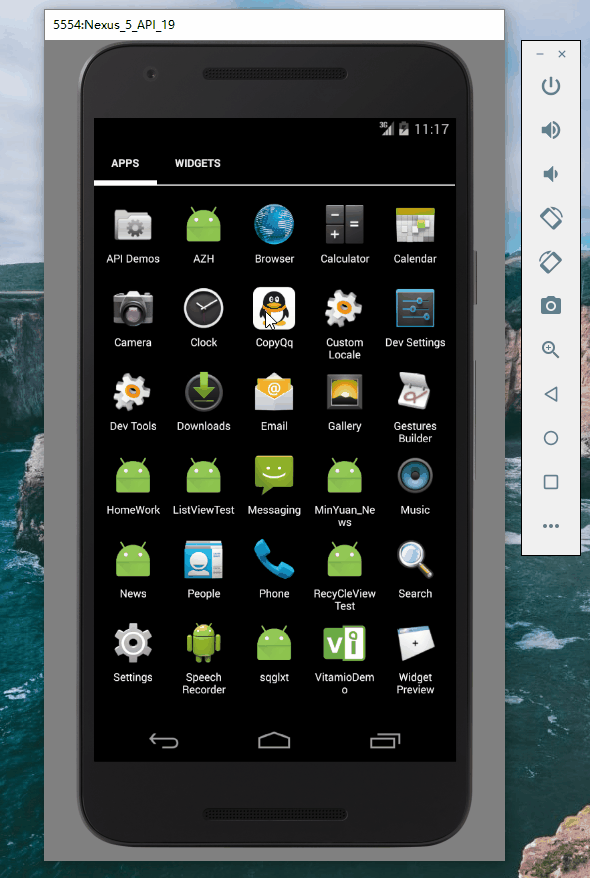 5554:Nexus_5_API_19
3G 11:17
APPS WIDGETS
API Demos AZH Browser Calculator Calendar
Camera Clock CopyQq Custom Dev Settings
Locale
Dev Tools Downloads Email Gallery Gestures
Builder
HomeWork ListViewTest Messaging MinYuan_Ne Music
ws
News People Phone RecyCleView Search
Test
Settings Speech sqglxt VitamioDem Widget
Recorder o Preview